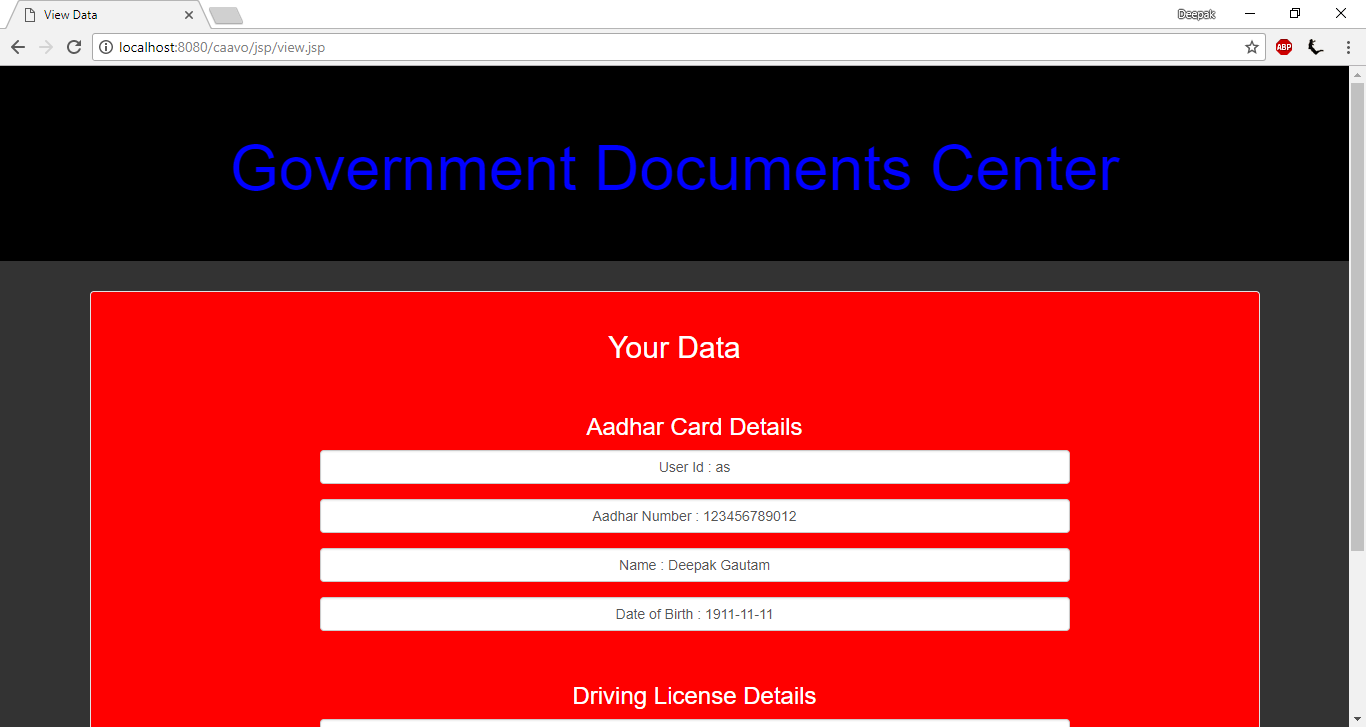 View Data
Deepak
localhost:8080/caavo/jsp/view.jsp
ABP
Government Documents Center
Your Data
Aadhar Card Details
User Id : as
Aadhar Number : 123456789012
Name : Deepak Gautam
Date of Birth : 1911-11-11
Driving License Details